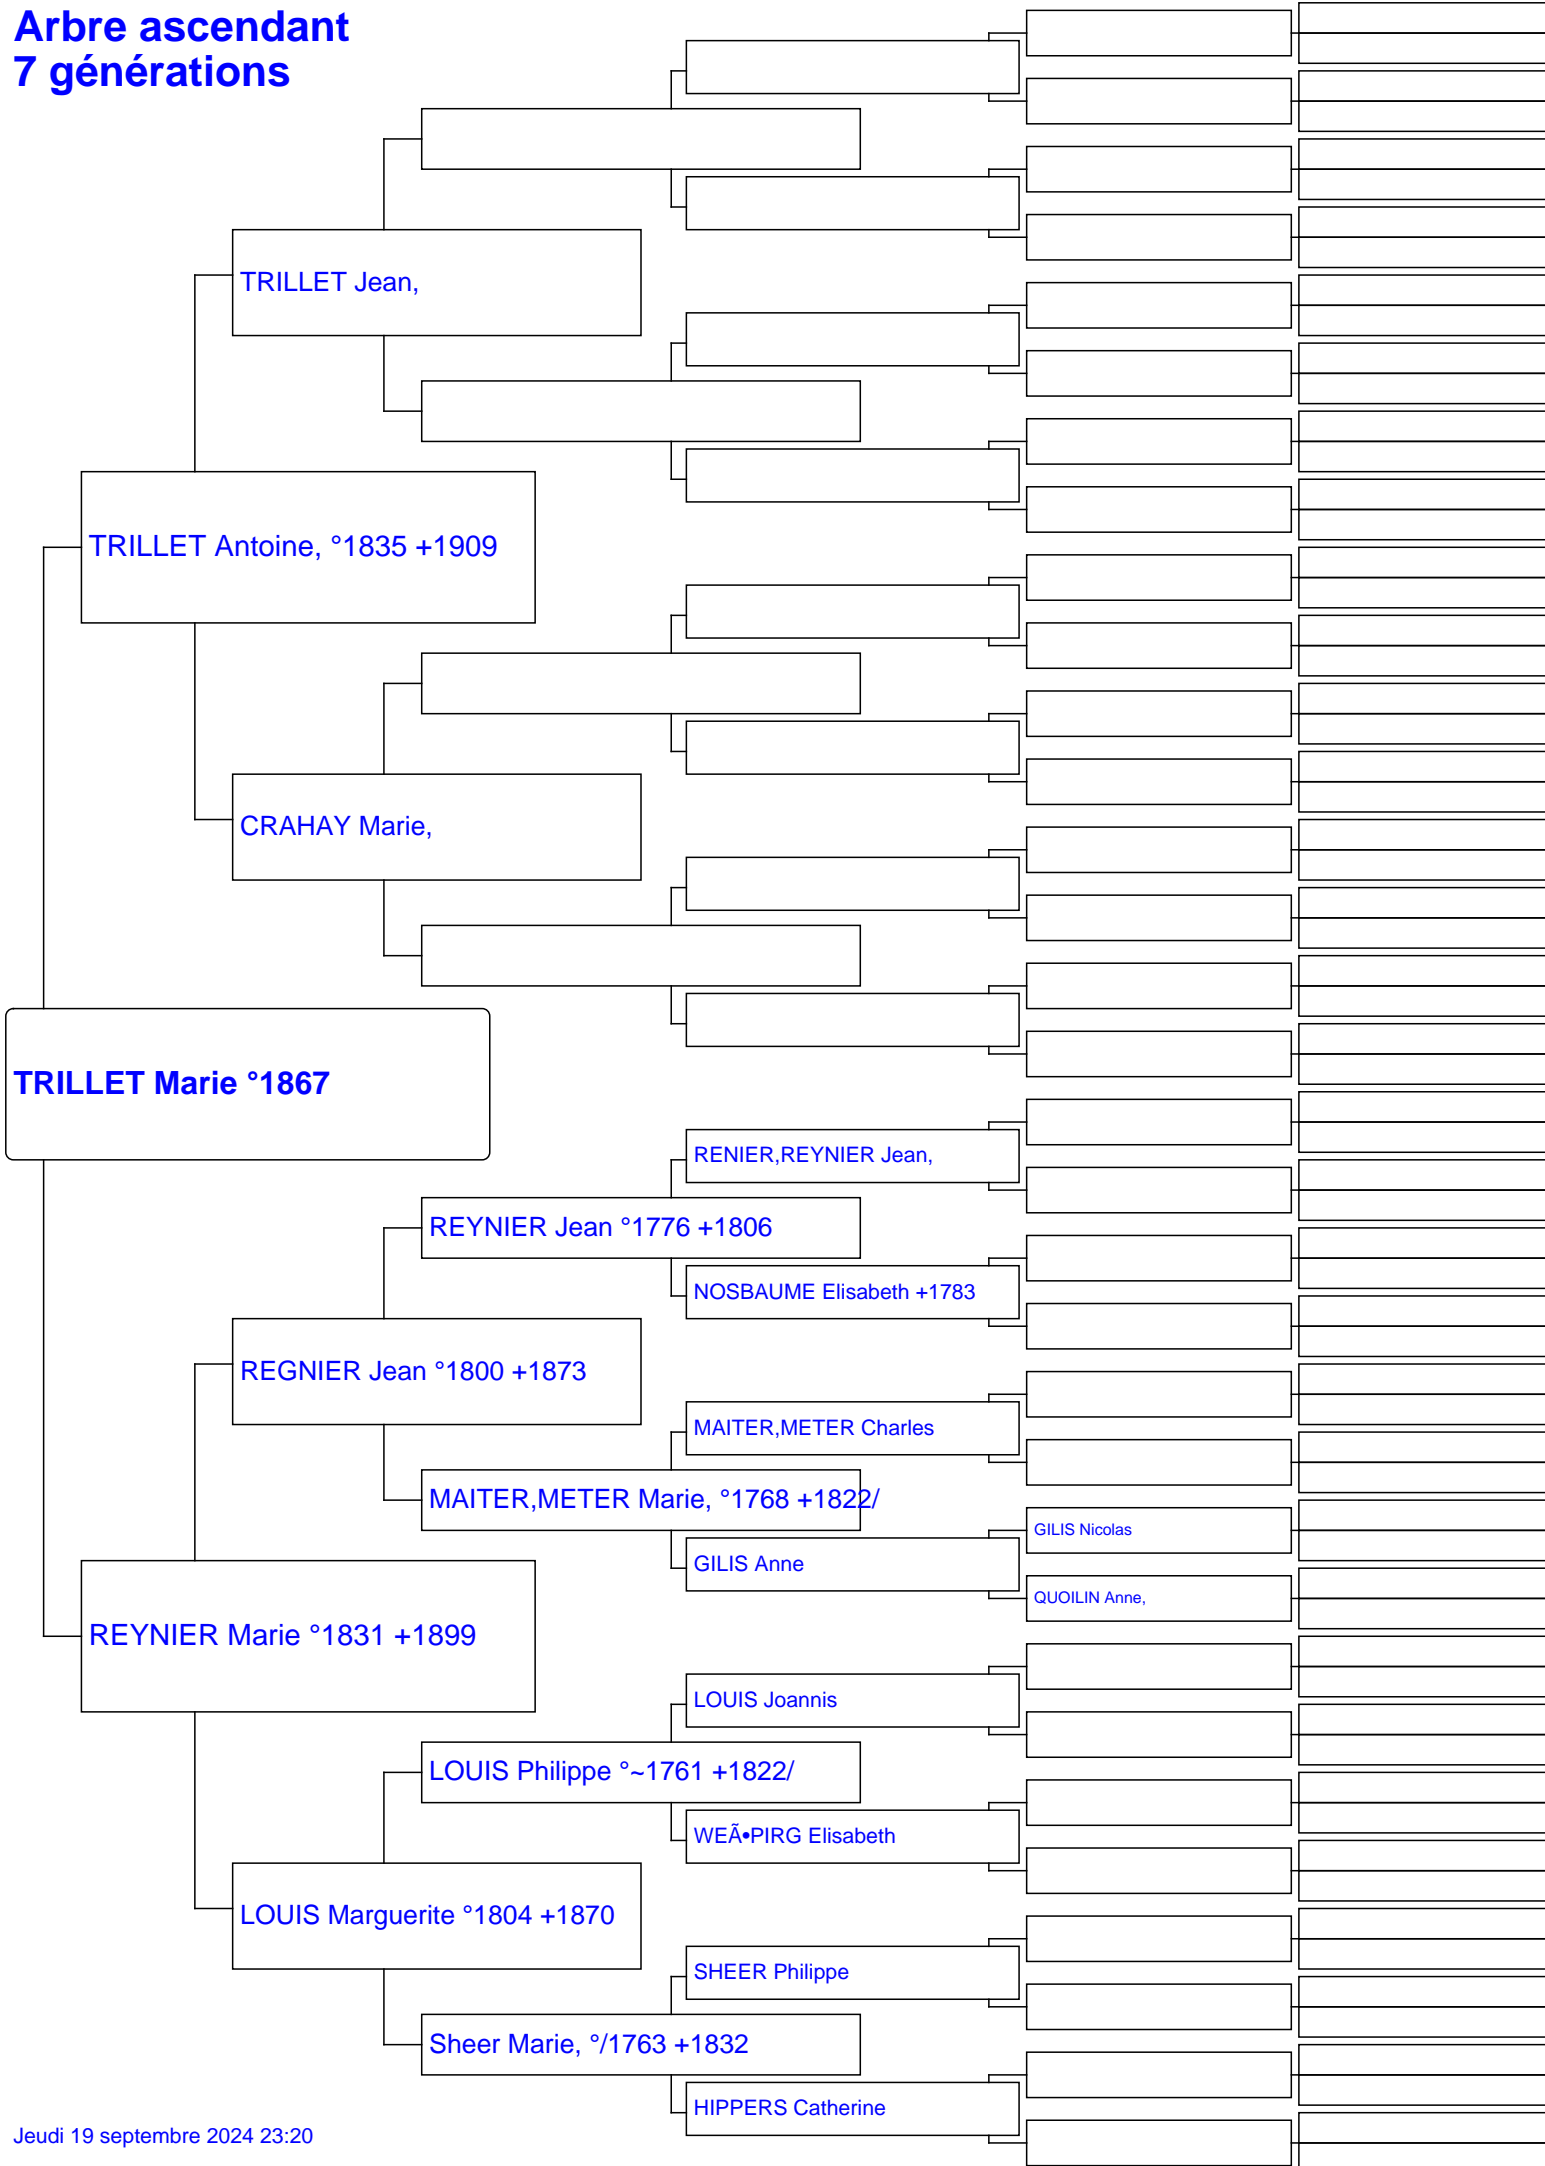 Arbre ascendant
7 générations
TRILLET Jean,
TRILLET Antoine, °1835 +1909
CRAHAY Marie,
TRILLET Marie °1867
RENIER,REYNIER Jean,
REYNIER Jean °1776 +1806
NOSBAUME Elisabeth +1783
REGNIER Jean °1800 +1873
MAITER,METER Charles
MAITER,METER Marie, °1768 +1822/
GILIS Nicolas
GILIS Anne
QUOILIN Anne,
REYNIER Marie °1831 +1899
LOUIS Joannis
LOUIS Philippe °~1761 +1822/
WEÃ•PIRG Elisabeth
LOUIS Marguerite °1804 +1870
SHEER Philippe
Sheer Marie, °/1763 +1832
HIPPERS Catherine
Jeudi 19 septembre 2024 23:20